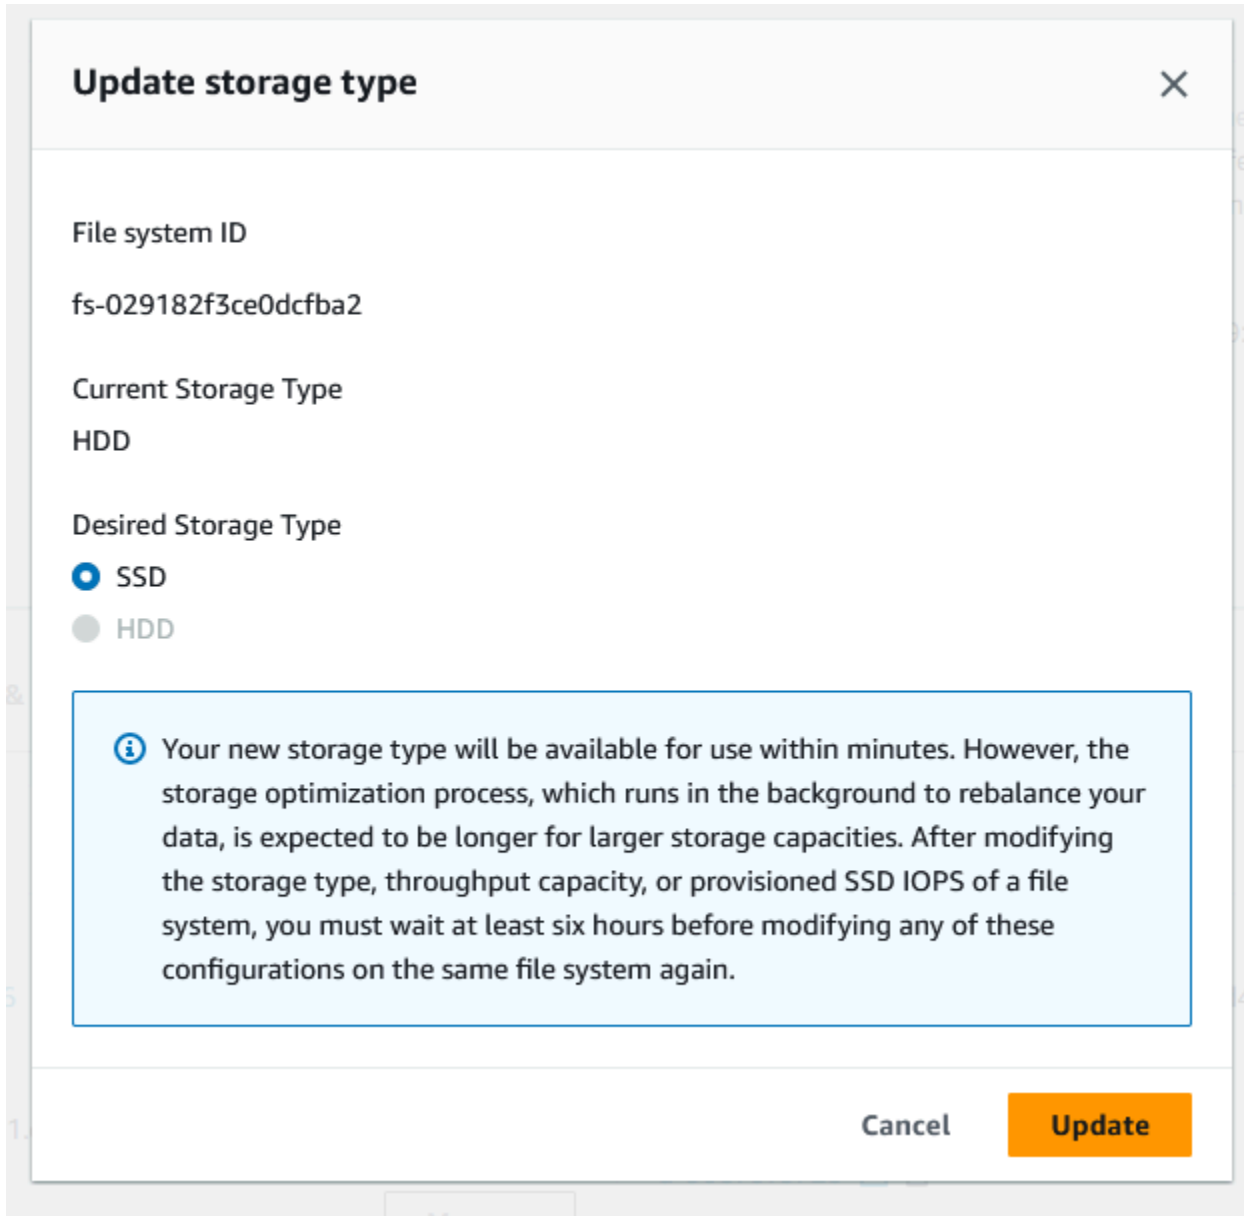 Update storage type
File system ID
fs-029182f3ce0dcfba2
Current Storage Type
HDD
Desired Storage Type
SSD
HDD
Your new storage type will be available for use within minutes. However, the
storage optimization process, which runs in the background to rebalance your
data, is expected to be longer for larger storage capacities. After modifying
the storage type, throughput capacity, or provisioned SSD IOPS of a file
system, you must wait at least six hours before modifying any of these
configurations on the same file system again.
Cancel
Update